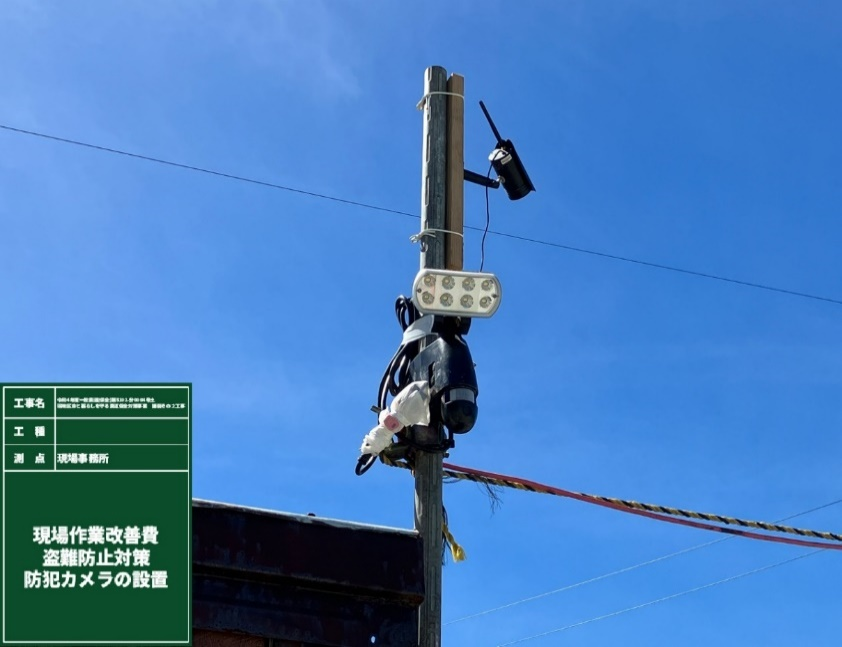 工事名
工 種
測 点 現場事務所
現場作業改善費
盗難防止対策
防犯カメラの設置